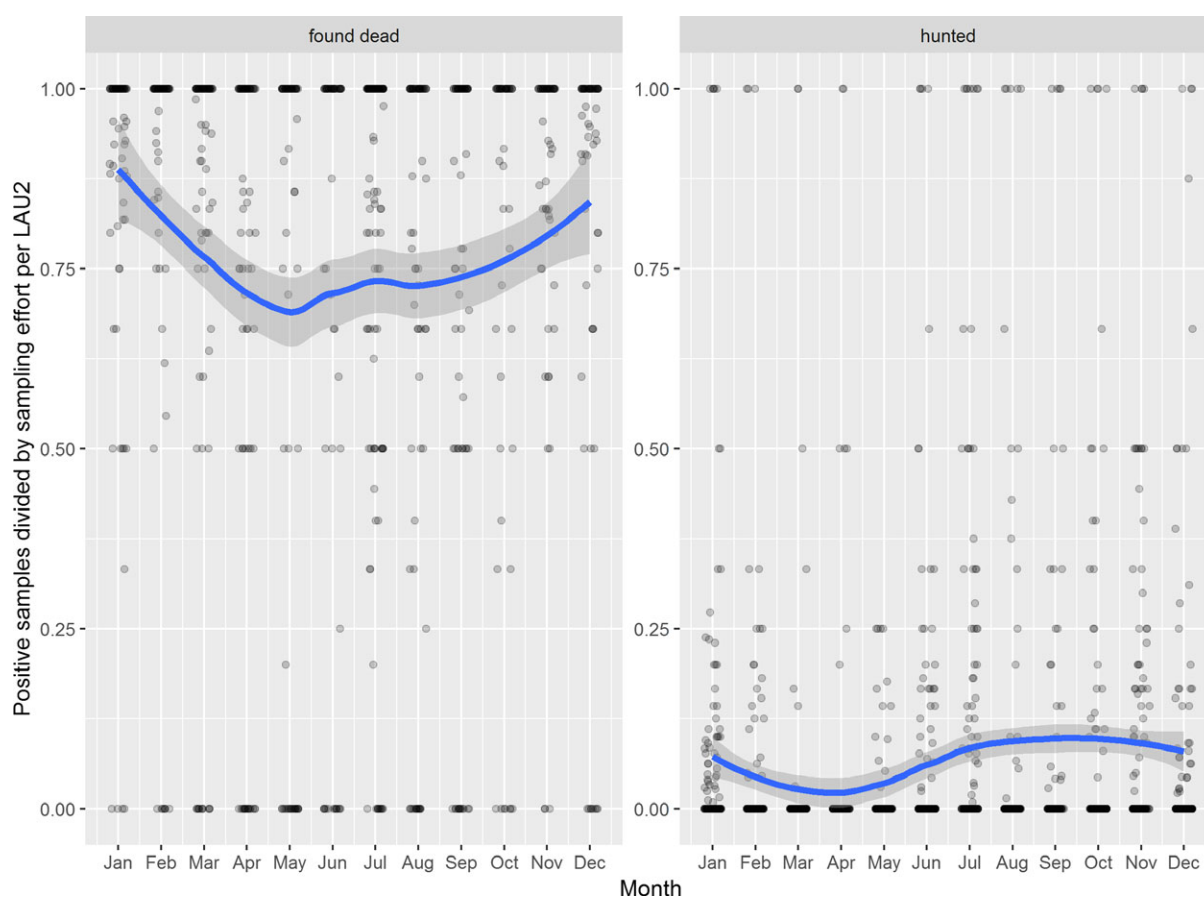 found dead
hunted
Positive samples divided by sampling effort per LAU2
1.00
0.75
0.50
0.25
0.00
1.00
0.75
0.50
0.25
0.00
Jan Feb Mar Apr May Jun Jul Aug Sep Oct Nov Dec
Jan Feb Mar Apr May Jun Jul Aug Sep Oct Nov Dec
Month